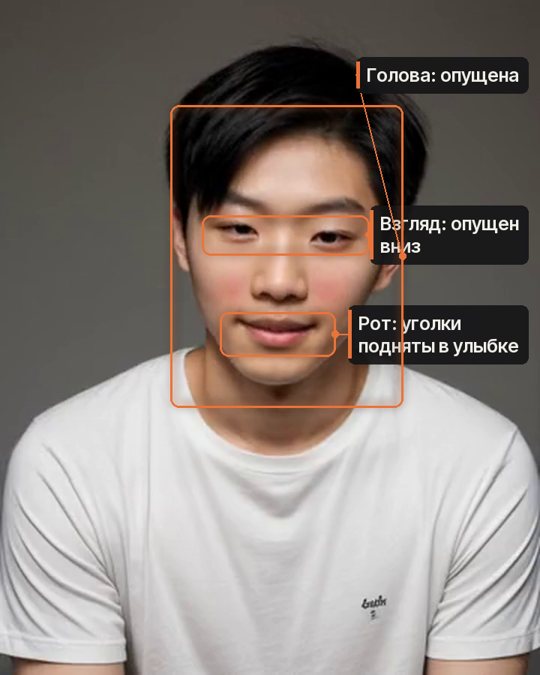 Голова: опущена
Взгляд: опущен
вниз
Рот: уголки
подняты в улыбке